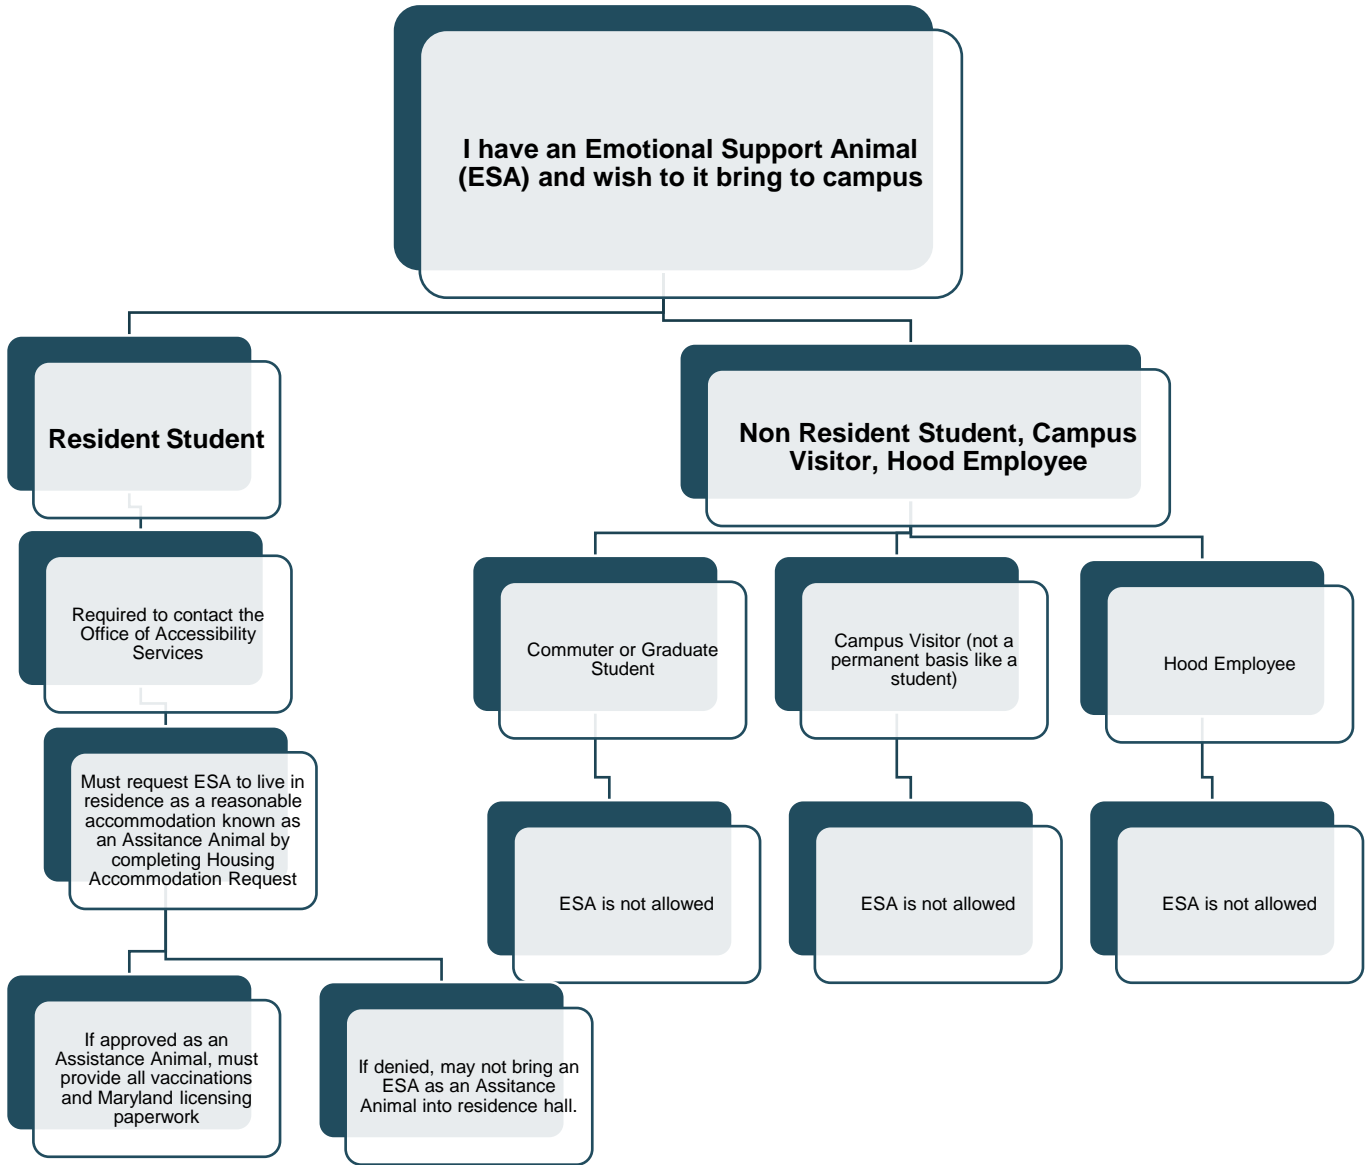 I have an Emotional Support Animal
(ESA) and wish to it bring to campus
Resident Student
Non Resident Student, Campus
Visitor, Hood Employee
Required to contact the
Office of Accessibility
Services
Commuter or Graduate
Student
Campus Visitor (not a
permanent basis like a
student)
Hood Employee
Must request ESA to live in
residence as a reasonable
accommodation known as
an Assitance Animal by
completing Housing
Accommodation Request
ESA is not allowed
ESA is not allowed
ESA is not allowed
If approved as an
Assistance Animal, must
provide all vaccinations
and Maryland licensing
paperwork
If denied, may not bring an
ESA as an Assitance
Animal into residence hall.